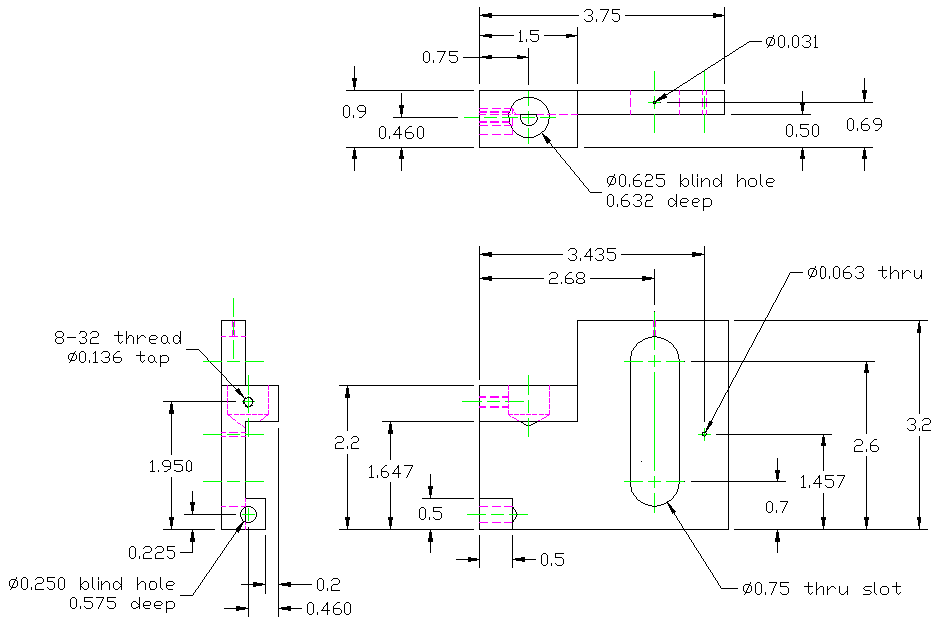 3.75
1.5
0.75
Ø0.031
0.9
0.460
0.50
0.69
Ø0.625 blind hole
0.632 deep
3.435
2.68
Ø0.063 thru
8-32 thread
Ø0.136 tap
1.950
2.2
1.647
0.5
3.2
2.6
1.457
0.7
0.225
0.5
Ø0.250 blind hole
0.575 deep
0.2
0.460
Ø0.75 thru slot